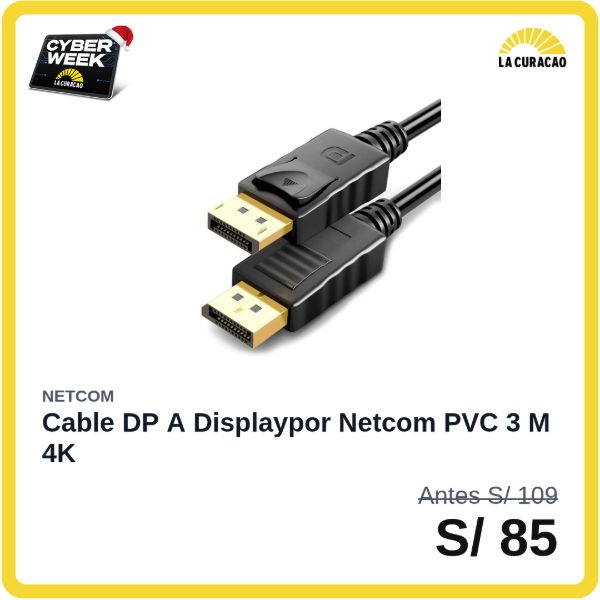 CYBER
WEEK
LA CURACAO
LA CURACAO
NETCOM
Cable DP A Displaypor Netcom PVC 3 M
4K
Antes S/ 109
S/ 85